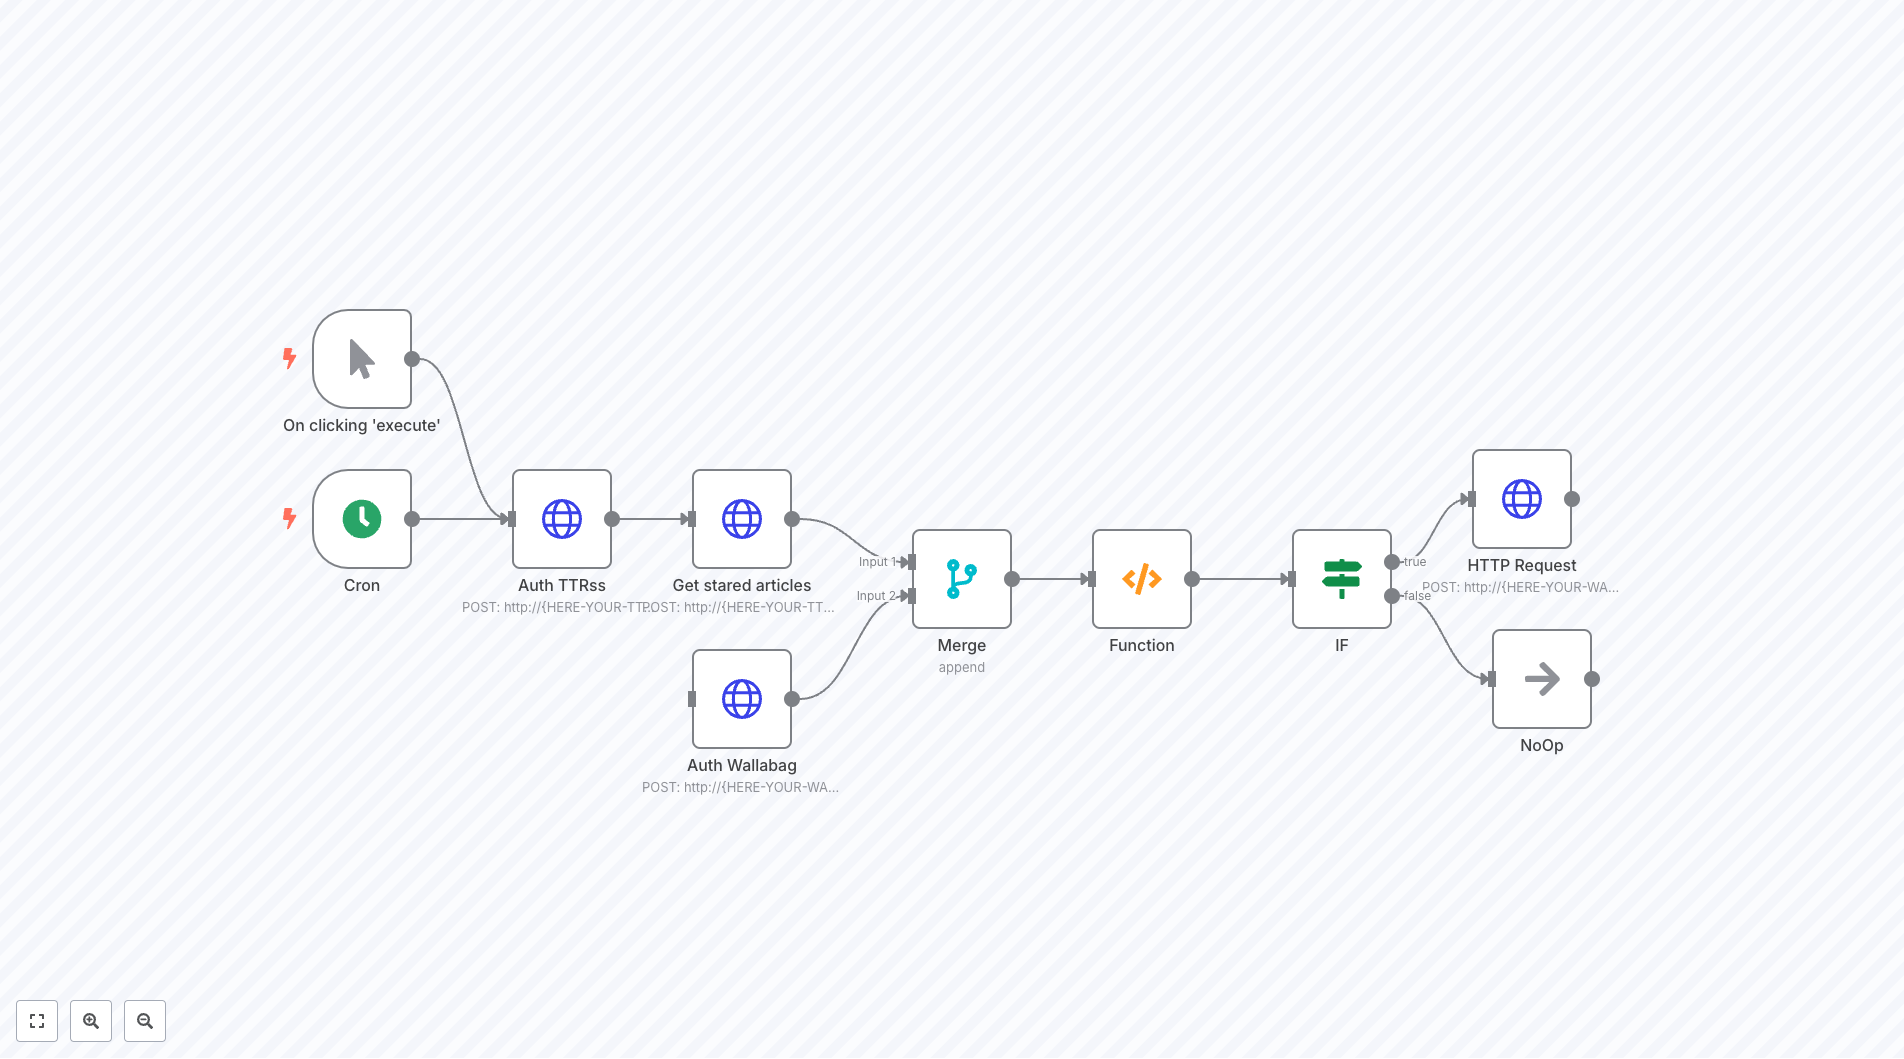 On clicking 'execute'
Cron
Auth TTRss
POST: http://{HERE-YOUR-TT
Get stared articles
POST: http://{HERE-YOUR-TT...
Input 1
Input 2
Auth Wallabag
POST: http://{HERE-YOUR-WA...
Merge
append
Function
IF
true
false
HTTP Request
POST: http://{HERE-YOUR-WA...
NoOp